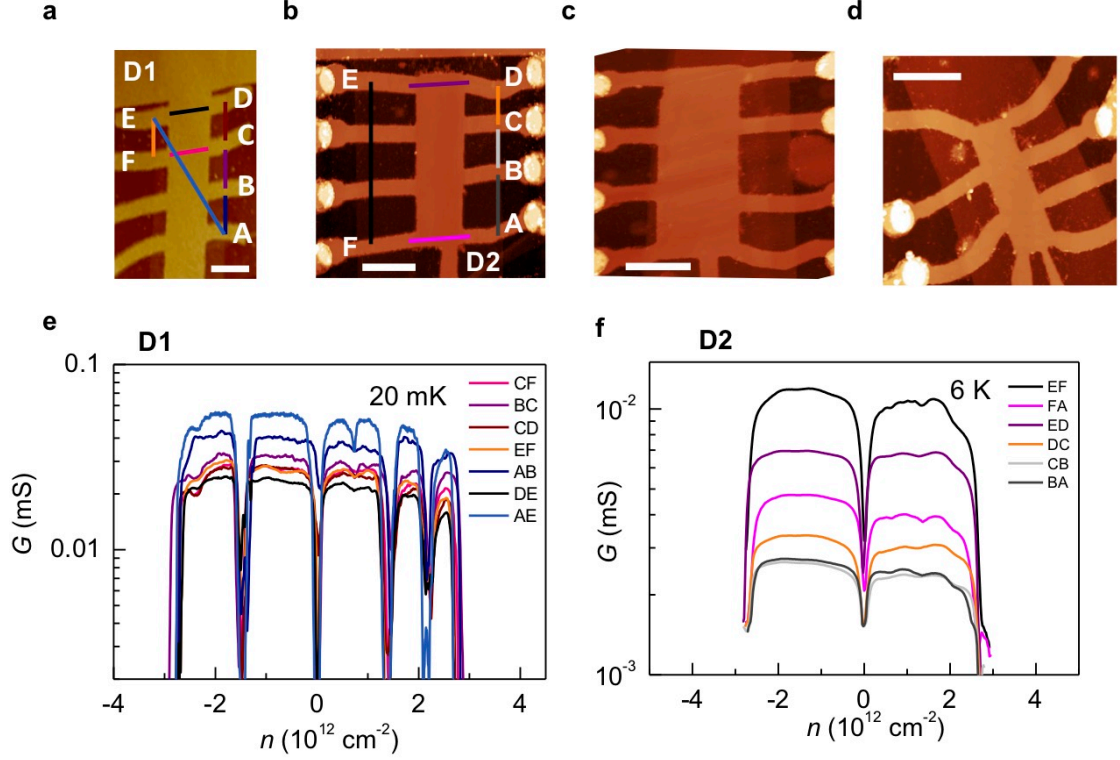 a
b
c
d
D1
E
F
D
C
B
A
E
F
D
C
B
A
D2
e
D1
20 mK
CF
BC
CD
EF
AB
DE
AE
0.1
0.01
G (mS)
-4 -2 0 2 4
n (10¹² cm⁻²)
f
D2
6 K
EF
FA
ED
DC
CB
BA
10⁻²
10⁻³
G (mS)
-4 -2 0 2 4
n (10¹² cm⁻²)